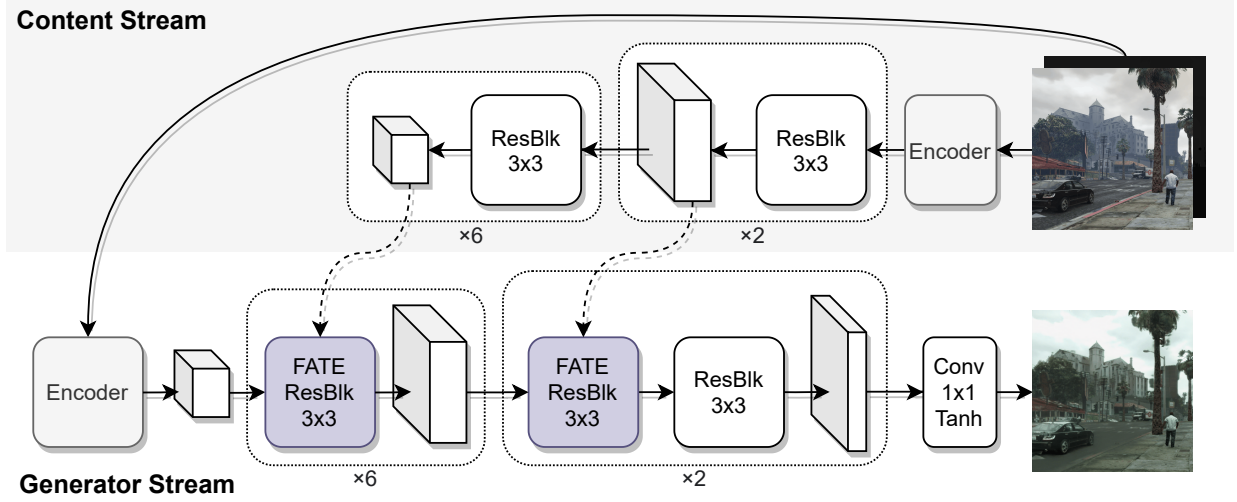 Content Stream
ResBlk
3x3
ResBlk
3x3
Encoder
×6
×2
Encoder
FATE
ResBlk
3x3
FATE
ResBlk
3x3
ResBlk
3x3
Conv
1x1
Tanh
×6
×2
Generator Stream